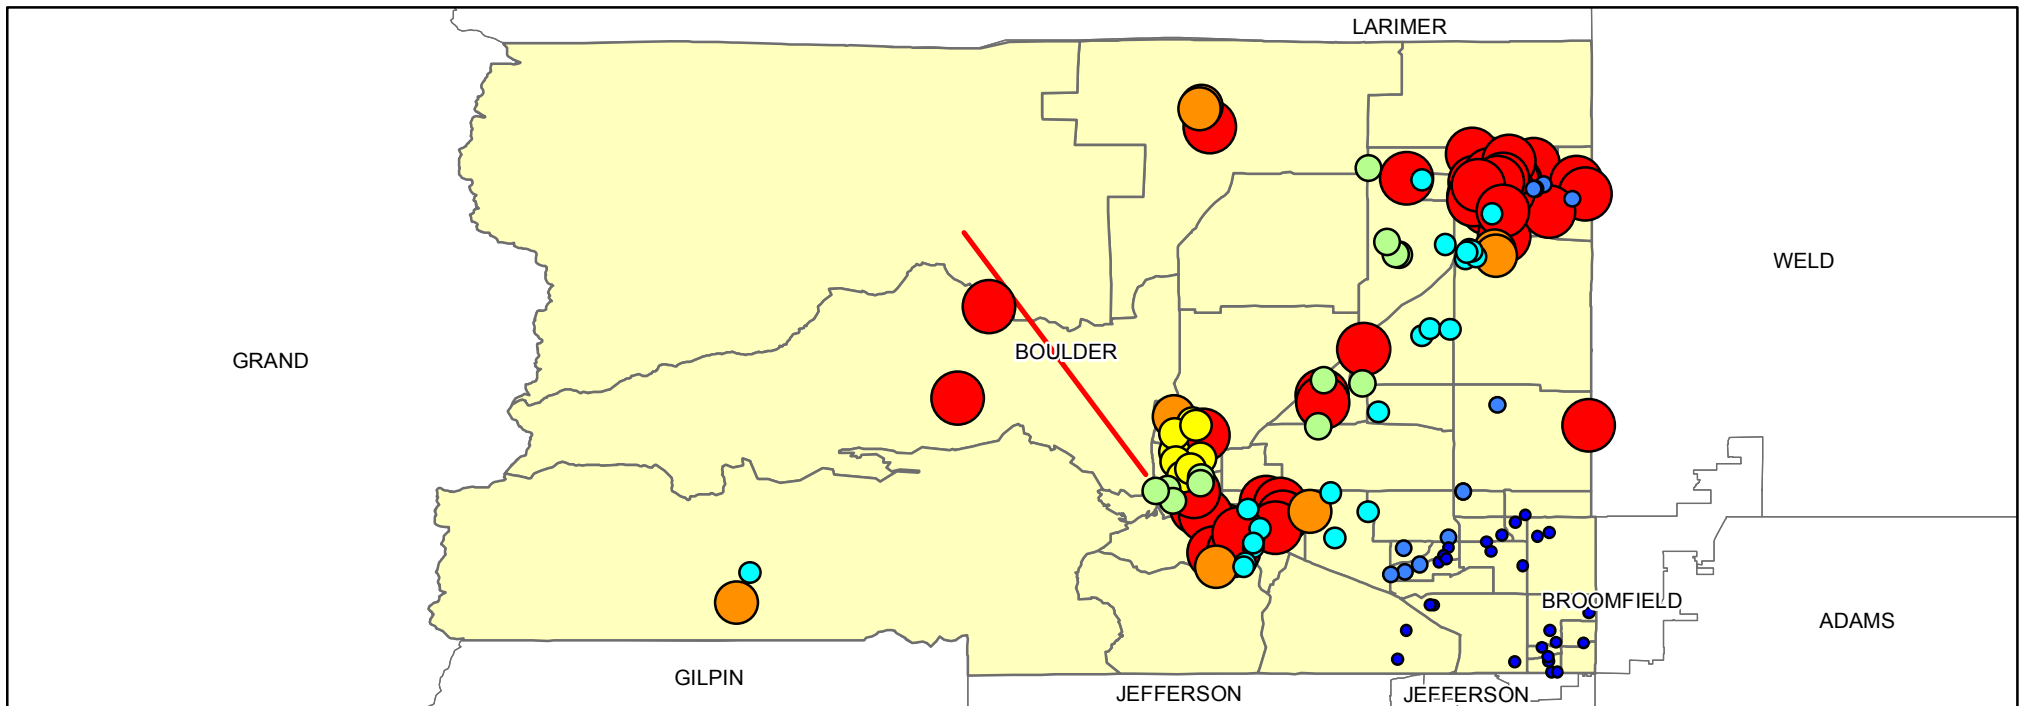 LARIMER
WELD
GRAND
BOULDER
BROOMFIELD
ADAMS
GILPIN
JEFFERSON
JEFFERSON